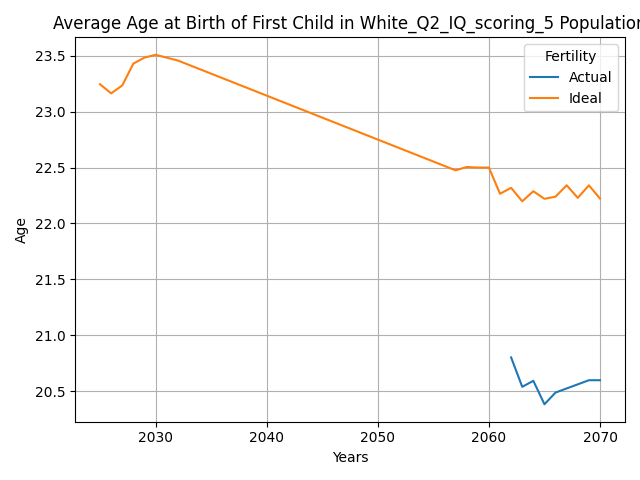 Average Age at Birth of First Child in White_Q2_IQ_scoring_5 Population
Fertility
Actual
Ideal
23.5
23.0
22.5
22.0
21.5
21.0
20.5
Age
2030 2040 2050 2060 2070
Years